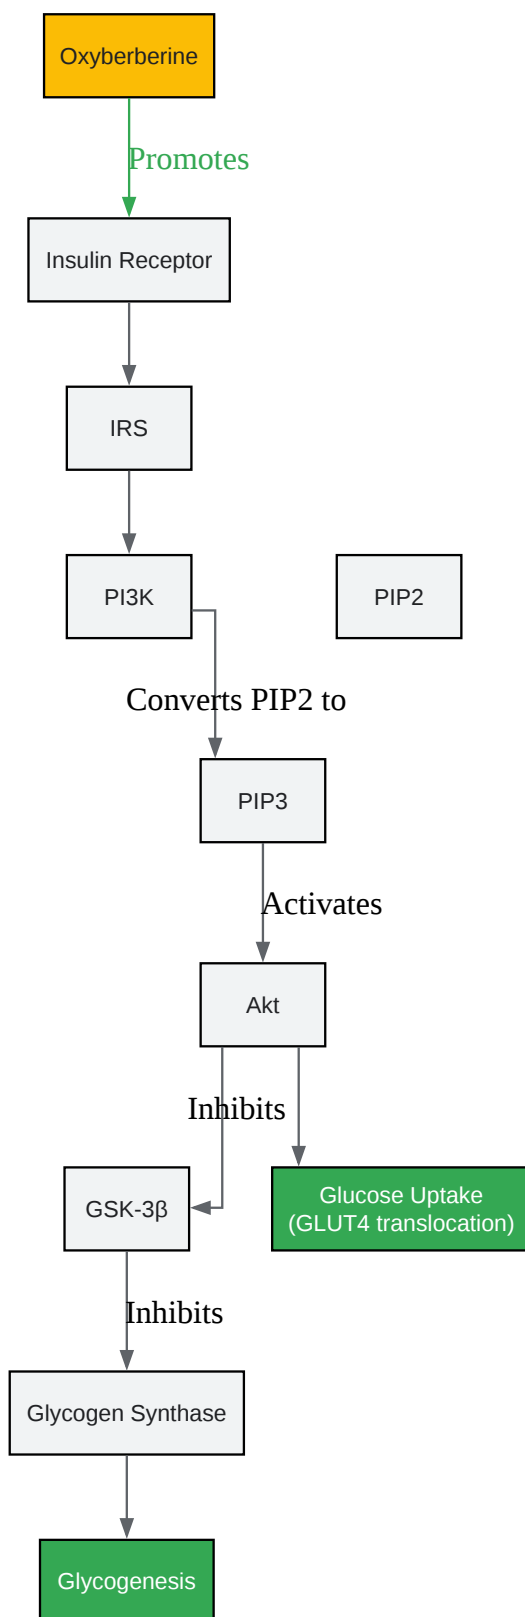 Oxyberberine
Promotes
Insulin Receptor
IRS
PI3K
PIP2
Converts PIP2 to
PIP3
Activates
Akt
Inhibits
GSK-3β
Glucose Uptake
(GLUT4 translocation)
Inhibits
Glycogen Synthase
Glycogenesis